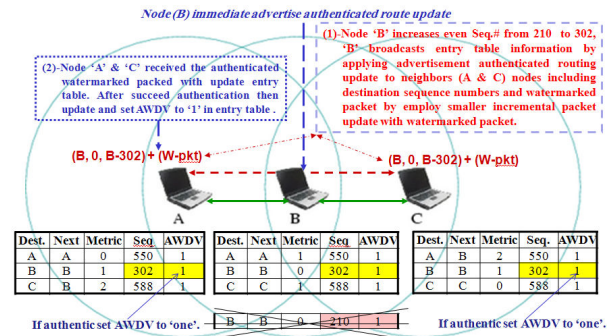 Node (B) immediate advertise authenticated route update
(1)-Node ‘B’ increases even Seq.# from 210 to 302,
‘B’ broadcasts entry table information by
applying advertisement authenticated routing
update to neighbors (A & C) nodes including
destination sequence numbers and watermarked
packet by employ smaller incremental packet
update with watermarked packet.
(2)-Node ‘A’ & ‘C’ received the authenticated
watermarked packed with update entry
table. After succeed authentication then
update and set AWDV to ‘1’ in entry table .
(B, 0, B-302) + (W-pkt)
(B, 0, B-302) + (W-pkt)
A
B
C
Dest. Next Metric Seq. AWDV
A A 0 550 1
B B 1 302 1
C B 2 588 1
Dest. Next Metric Seq AWDV
A A 1 550 1
B B 0 302 1
C C 1 588 1
B B 0 210 1
Dest. Next Metric Seq. AWDV
A B 2 550 1
B B 1 302 1
C C 0 588 1
If authentic set AWDV to ‘one’.
If authentic set AWDV to ‘one’.